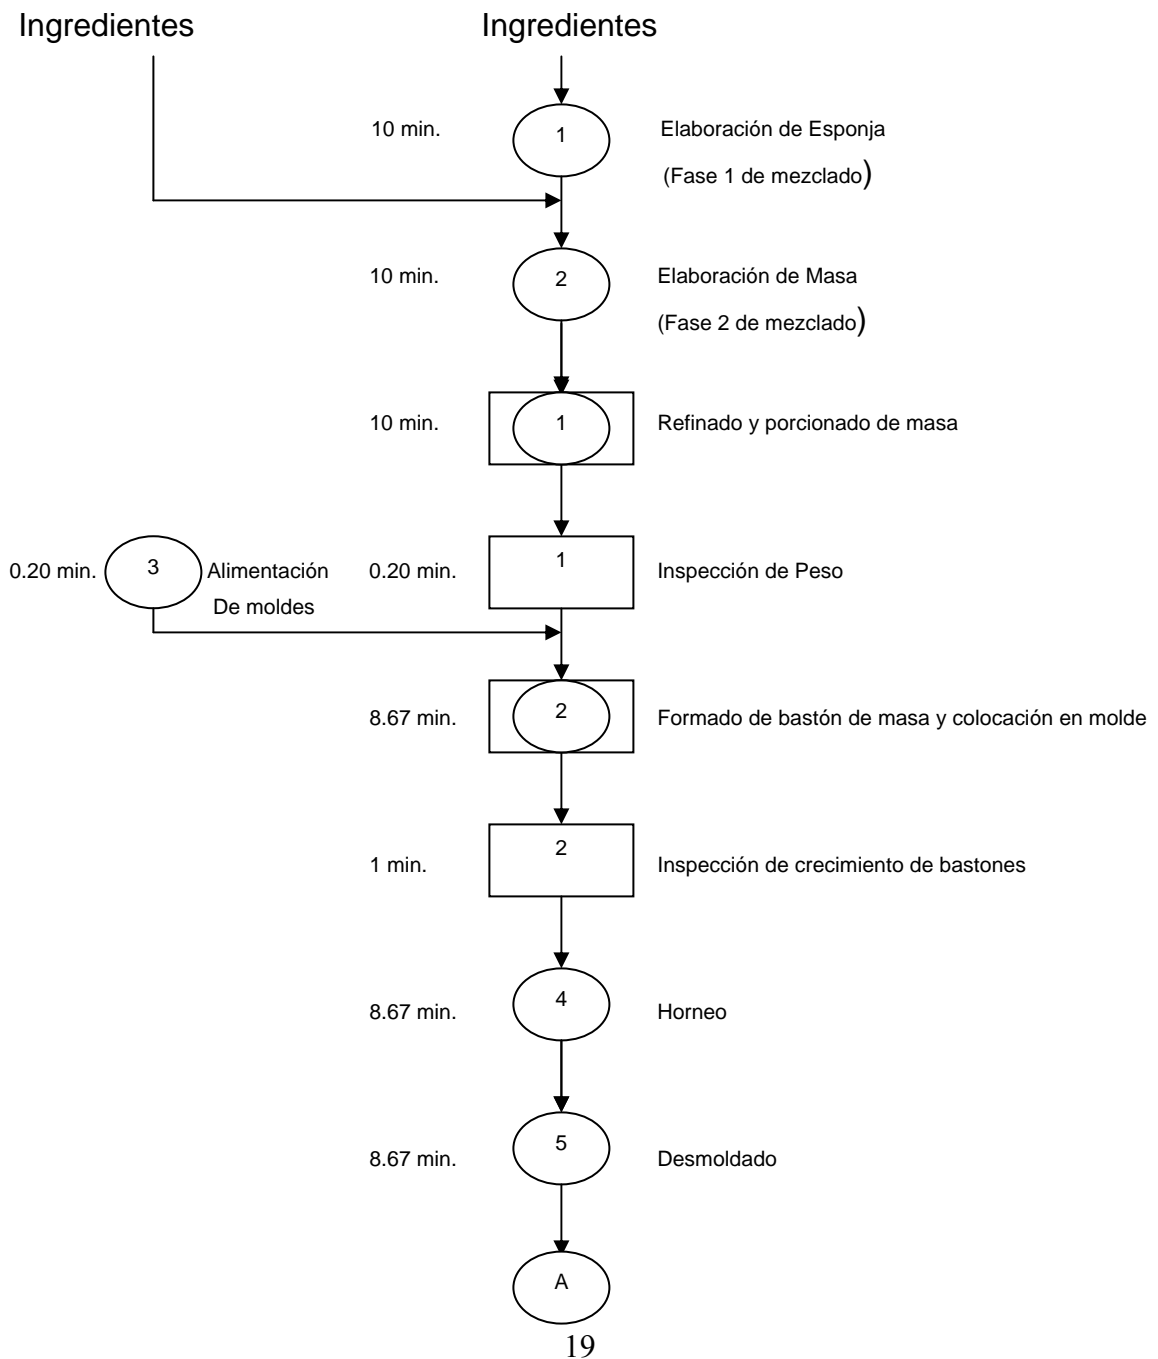 Ingredientes Ingredientes
10 min. 1 Elaboración de Esponja
(Fase 1 de mezclado)
10 min. 2 Elaboración de Masa
(Fase 2 de mezclado)
10 min. 1 Refinado y porcionado de masa
0.20 min. 3 Alimentación 0.20 min. 1 Inspección de Peso
De moldes
8.67 min. 2 Formado de bastón de masa y colocación en molde
1 min. 2 Inspección de crecimiento de bastones
8.67 min. 4 Horneo
8.67 min. 5 Desmoldado
A
19